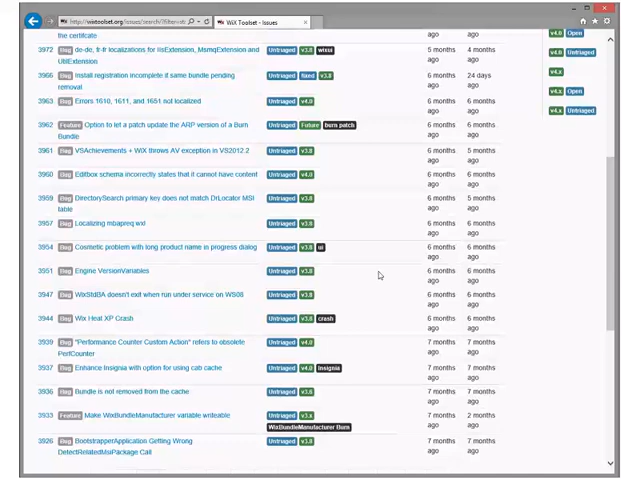 http://wixtoolset.org/issues/search/?filter=st
WiX Toolset - Issues
the certifcate
v4.0 Open
3972 Bug de-de, fr-fr localizations for IIsExtension, MsmqExtension and Untriaged v3.8 wixui 5 months 4 months v4.0 Untriaged
UtilExtension ago ago
v4.x
3966 Bug Install registration incomplete if same bundle pending Untriaged fixed v3.8 6 months 24 days
removal ago ago
v4.x Open
3963 Bug Errors 1610, 1611, and 1651 not localized Untriaged v4.0 6 months 6 months
ago ago
v4.x Untriaged
3962 Feature Option to let a patch update the ARP version of a Burn Untriaged Future burn patch 6 months 6 months
Bundle ago ago
3961 Bug VSAchievements + WiX throws AV exception in VS2012.2 Untriaged v3.8 6 months 5 months
ago ago
3960 Bug Editbox schema incorrectly states that it cannot have content Untriaged v4.0 6 months 6 months
ago ago
3959 Bug DirectorySearch primary key does not match DrLocator MSI Untriaged v3.8 6 months 5 months
table ago ago
3957 Bug Localizing mbapreq wxl Untriaged v3.8 6 months 6 months
ago ago
3954 Bug Cosmetic problem with long product name in progress dialog Untriaged v3.8 ui 6 months 6 months
ago ago
3951 Bug Engine VersionVariables Untriaged v3.8 6 months 6 months
ago ago
3947 Bug WixStdBA doesn't exit when run under service on WS08 Untriaged v3.8 6 months 6 months
ago ago
3944 Bug Wix Heat XP Crash Untriaged v3.8 crash 6 months 6 months
ago ago
3939 Bug "Performance Counter Custom Action" refers to obsolete Untriaged v4.0 7 months 7 months
PerfCounter ago ago
3937 Bug Enhance Insignia with option for using cab cache Untriaged v4.0 Insignia 7 months 7 months
ago ago
3936 Bug Bundle is not removed from the cache Untriaged v3.8 7 months 7 months
ago ago
3933 Feature Make WixBundleManufacturer variable writeable Untriaged v3.x 7 months 2 months
WixBundleManufacturer Burn ago ago
3926 Bug BootstrapperApplication Getting Wrong Untriaged v3.8 7 months 7 months
DetectRelatedMsiPackage Call ago ago